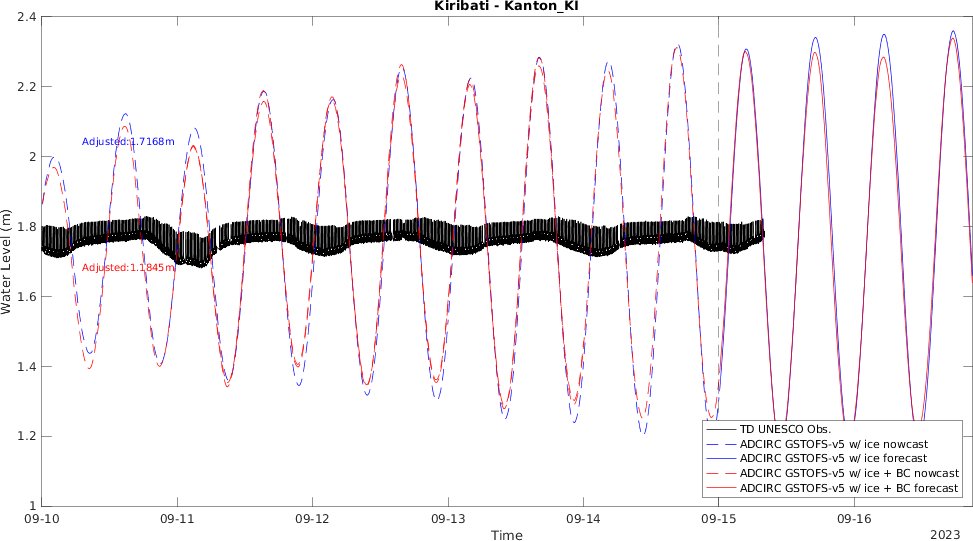 Kiribati - Kanton_KI
2.4
2.2
2
1.8
1.6
1.4
1.2
1
Water Level (m)
Adjusted:1.7168m
Adjusted:1.1845m
TD UNESCO Obs.
ADCIRC GSTOFS-v5 w/ ice nowcast
ADCIRC GSTOFS-v5 w/ ice forecast
ADCIRC GSTOFS-v5 w/ ice + BC nowcast
ADCIRC GSTOFS-v5 w/ ice + BC forecast
09-10 09-11 09-12 09-13 09-14 09-15 09-16
Time
2023